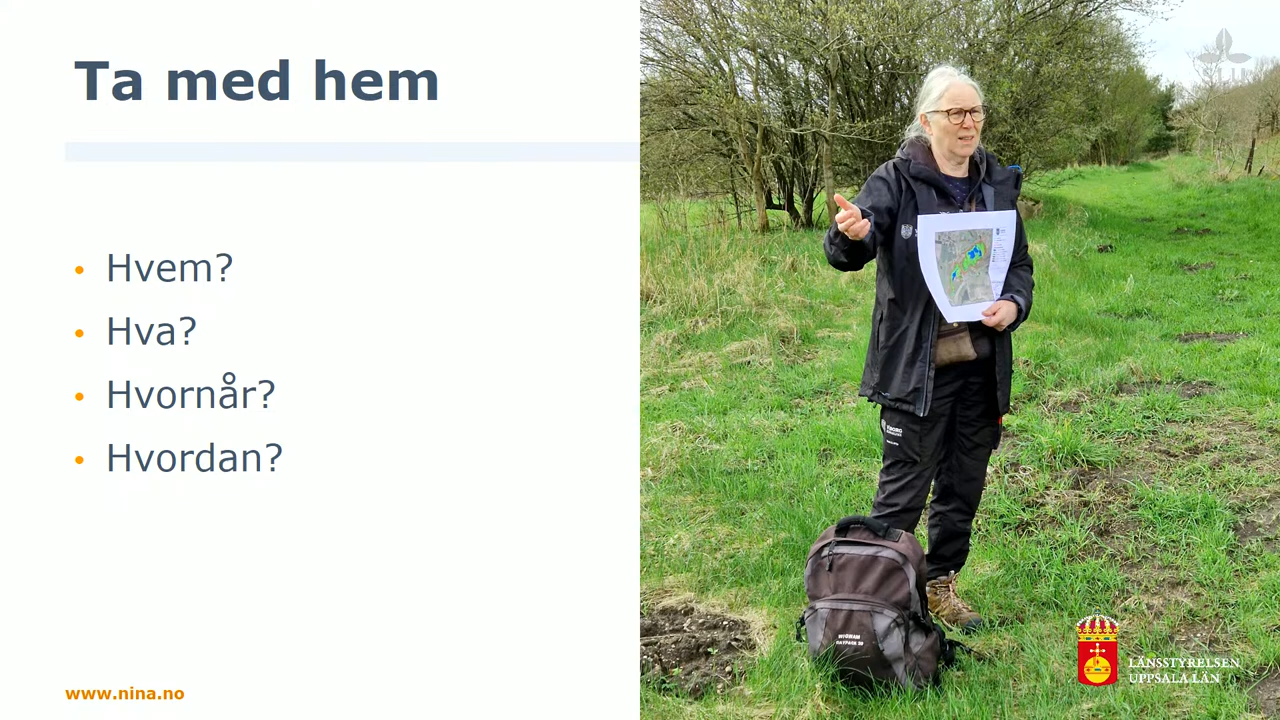 Ta med hem
Hvem?
Hva?
Hvornår?
Hvordan?
www.nina.no
LÄNSSTYRELSEN
UPPSALA LÄN